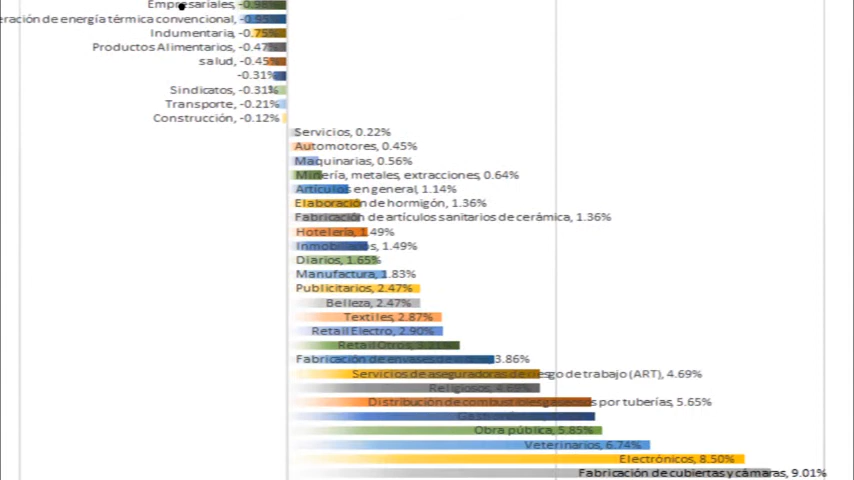 Empresariales, -0.98%
eración de energía térmica convencional, -0.95%
Indumentaria, -0.75%
Productos Alimentarios, -0.47%
salud, -0.45%
-0.31%
Sindicatos, -0.31%
Transporte, -0.21%
Construcción, -0.12%
Servicios, 0.22%
Automotores, 0.45%
Maquinarias, 0.56%
Minería, metales, extracciones, 0.64%
Artículos en general, 1.14%
Elaboración de hormigón, 1.36%
Fabricación de artículos sanitarios de cerámica, 1.36%
Hotelería, 1.49%
Inmobiliarios, 1.49%
Diarios, 1.65%
Manufactura, 1.83%
Publicitarios, 2.47%
Belleza, 2.47%
Textiles, 2.87%
Retail Electro, 2.90%
Retail Otros,
Fabricación de envases de 3.86%
Servicios de aseguradoras de riesgo de trabajo (ART), 4.69%
Religiosos, 4.69%
Distribución de combustibles gaseosos por tuberías, 5.65%
Obra pública, 5.85%
Veterinarios, 6.74%
Electrónicos, 8.50%
Fabricación de cubiertas y cámaras, 9.01%